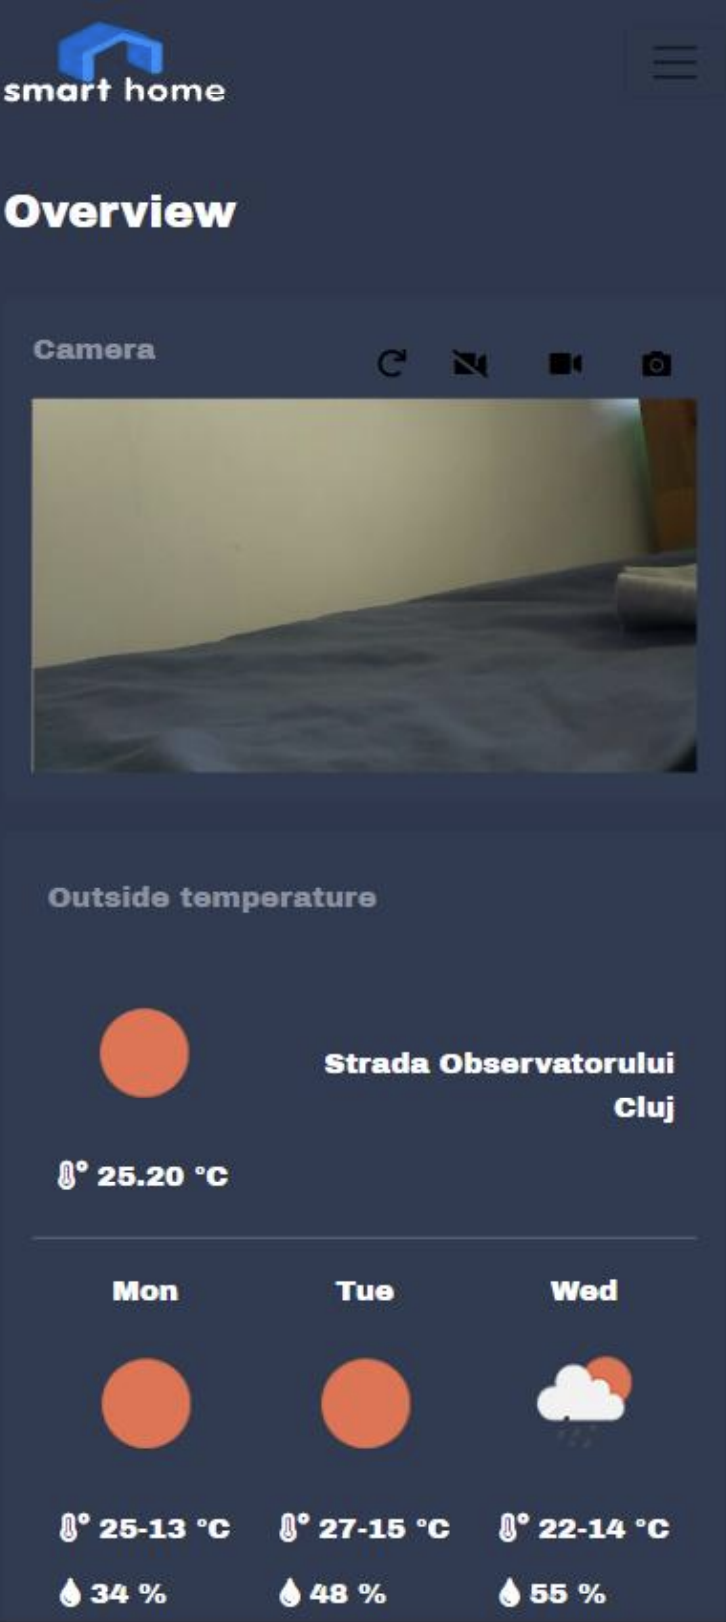 smart home
Overview
Camera
Outside temperature
Strada Observatorului
Cluj
25.20 °C
Mon Tue Wed
25-13 °C 27-15 °C 22-14 °C
34 % 48 % 55 %